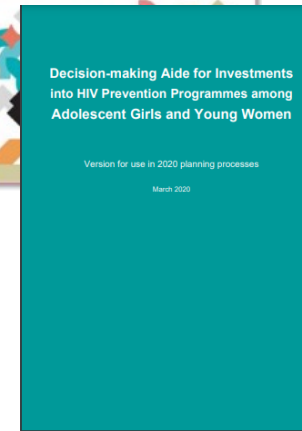 Decision-making Aide for Investments
into HIV Prevention Programmes among
Adolescent Girls and Young Women
Version for use in 2020 planning processes
March 2020